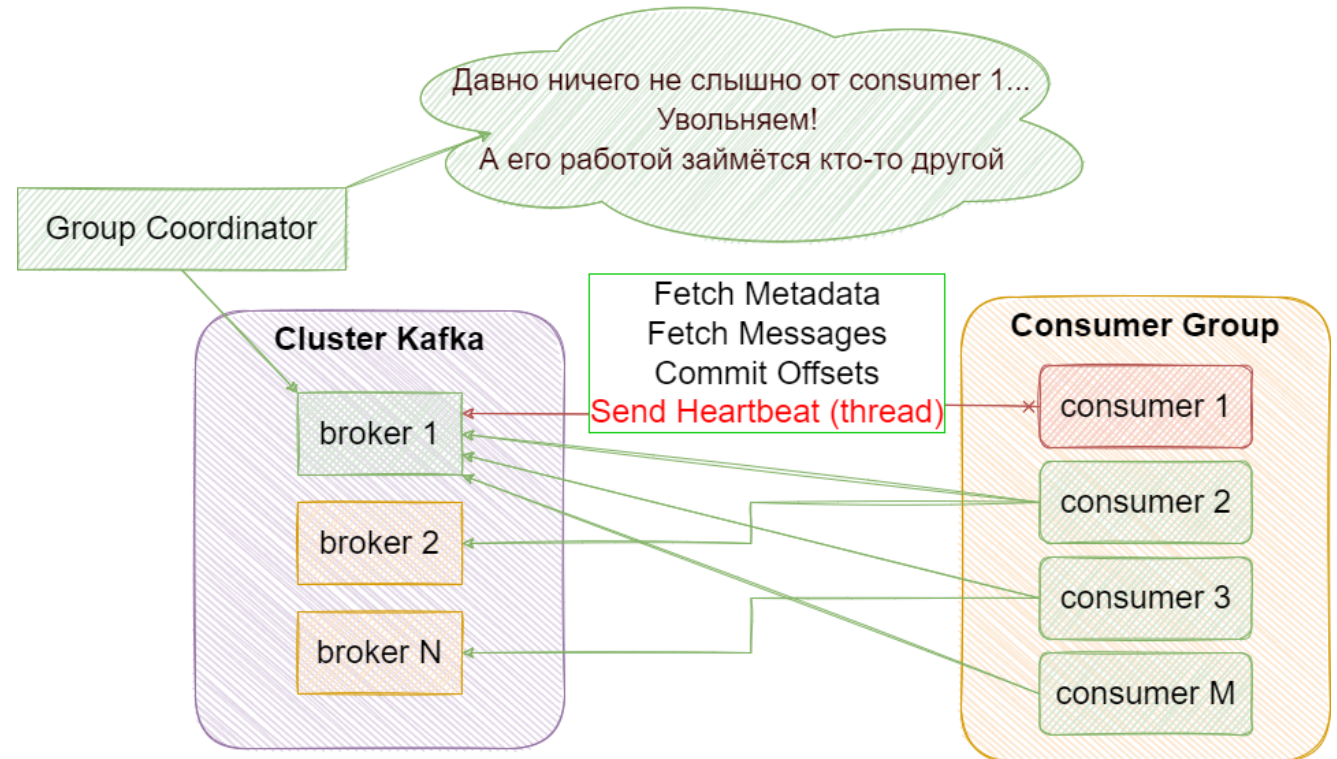 Давно ничего не слышно от consumer 1...
Увольняем!
А его работой займётся кто-то другой
Group Coordinator
Cluster Kafka
broker 1
broker 2
broker N
Fetch Metadata
Fetch Messages
Commit Offsets
Send Heartbeat (thread)
Consumer Group
consumer 1
consumer 2
consumer 3
consumer M